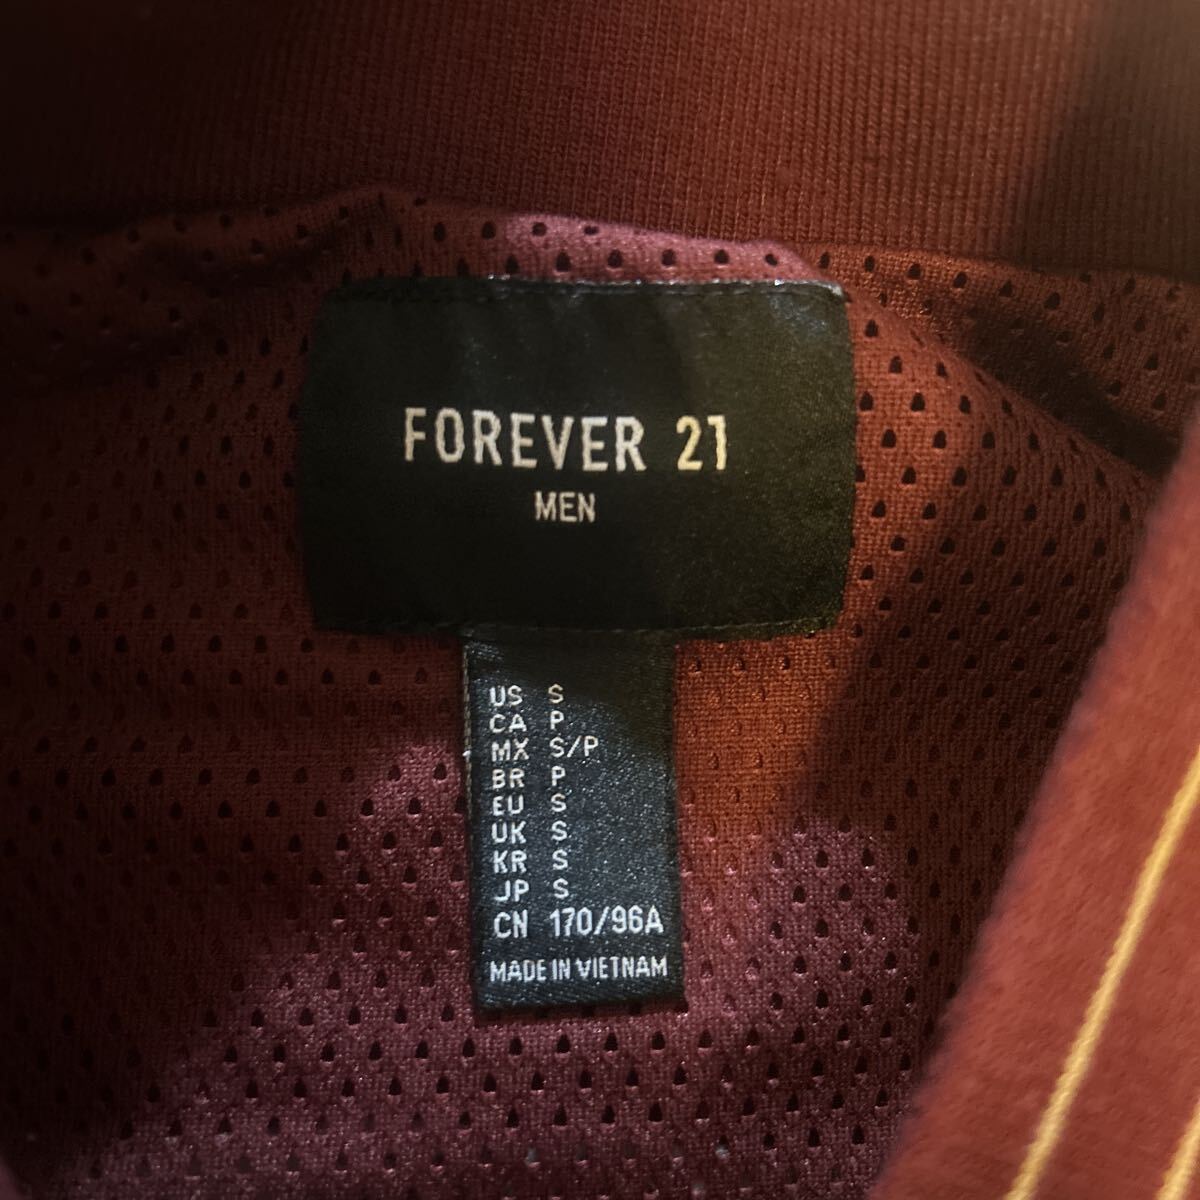 FOREVER 21
MEN
US S
CA P
MX S/P
BR P
EU S
UK S
KR S
JP S
CN 170/96A
MADE IN VIETNAM